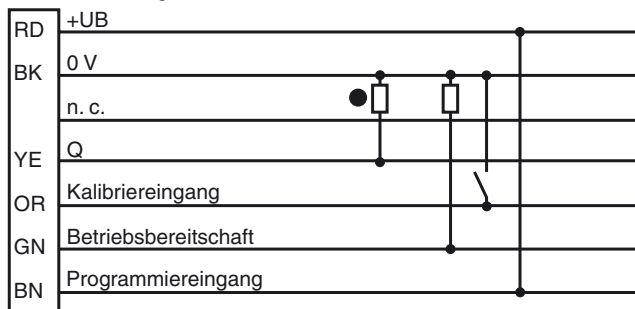 RD +UB
BK 0 V
n. c.
YE Q
OR Kalibriereingang
GN Betriebsbereitschaft
BN Programmiereingang